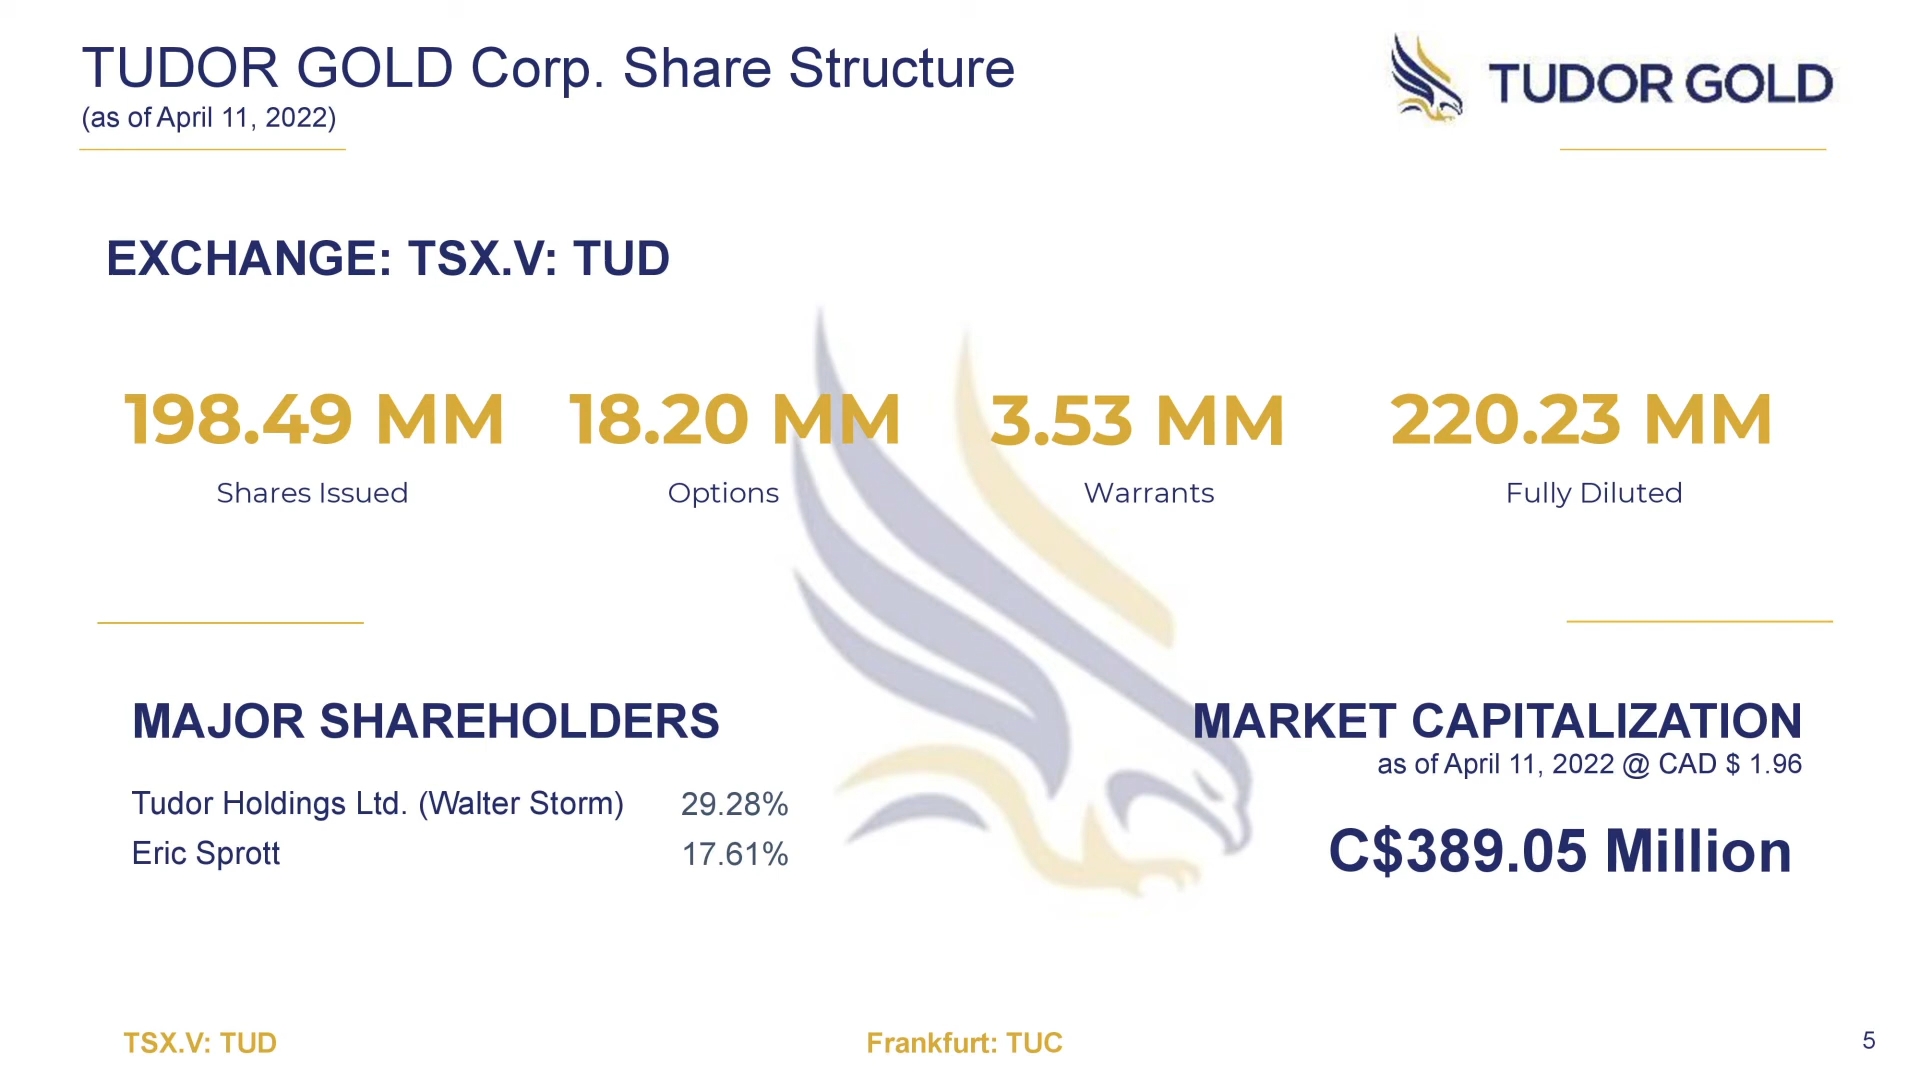 TUDOR GOLD Corp. Share Structure
(as of April 11, 2022)
TUDOR GOLD
EXCHANGE: TSX.V: TUD
198.49 MM
Shares Issued
18.20 MM
Options
3.53 MM
Warrants
220.23 MM
Fully Diluted
MAJOR SHAREHOLDERS
Tudor Holdings Ltd. (Walter Storm) 29.28%
Eric Sprott 17.61%
MARKET CAPITALIZATION
as of April 11, 2022 @ CAD $ 1.96
C$389.05 Million
TSX.V: TUD
Frankfurt: TUC
5